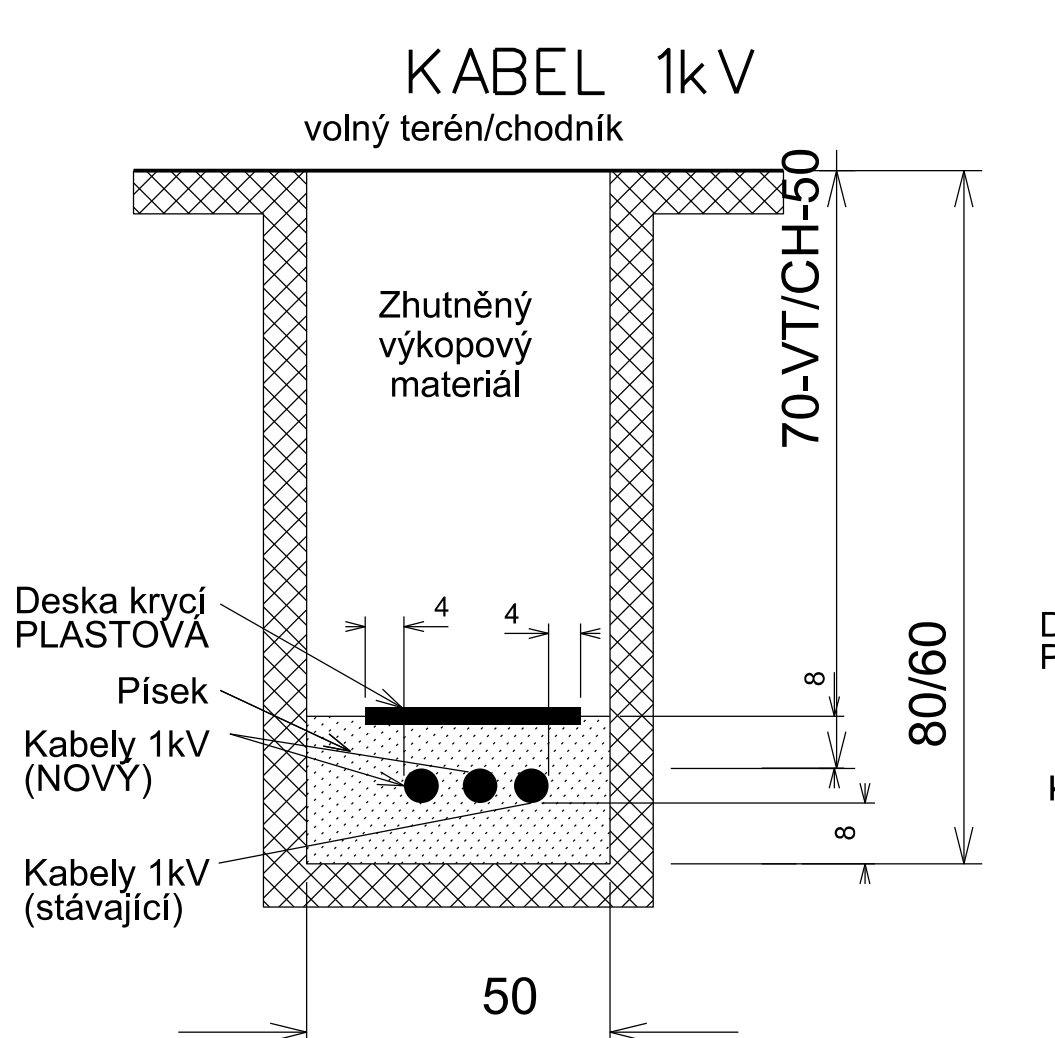 KABEL 1kV
volný terén/chodník
70-VT/CH-50
Zhutněný
výkopový
materiál
Deska krycí
PLASTOVÁ
4
4
80/60
D
P
Písek
8
Kabely 1kV
(NOVÝ)
K
8
Kabely 1kV
(stávající)
50